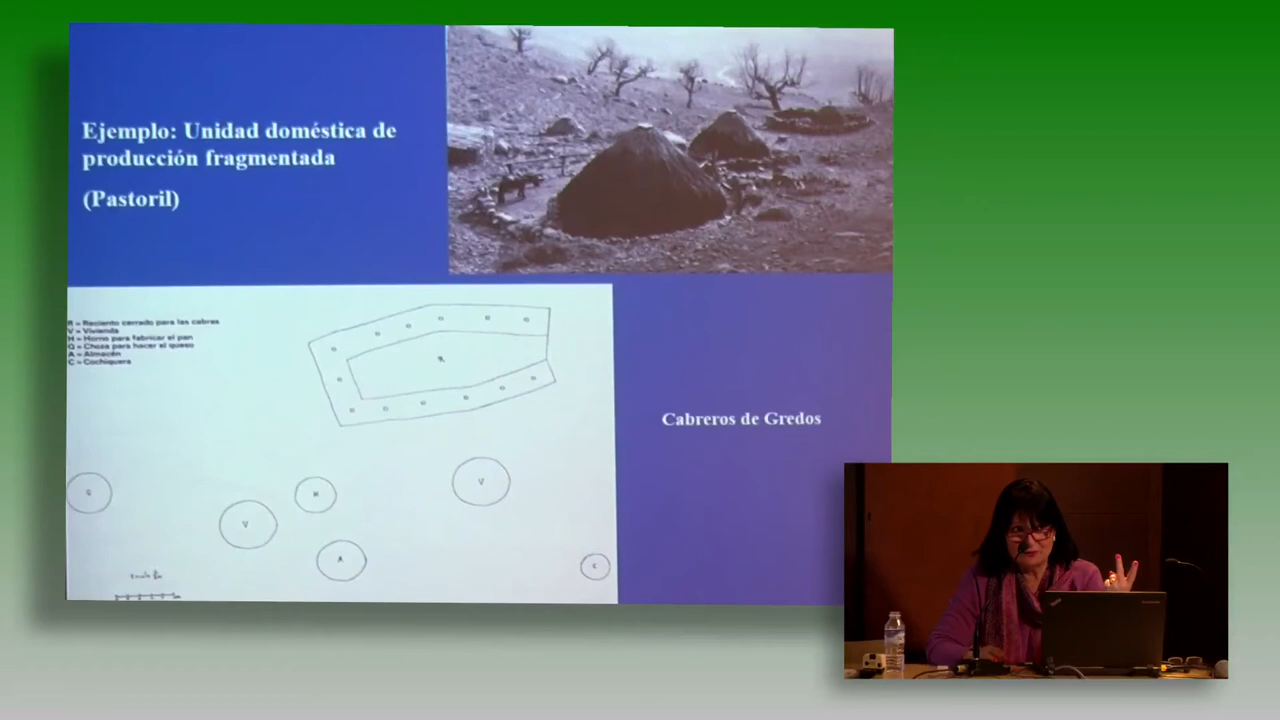 Ejemplo: Unidad doméstica de
producción fragmentada
(Pastoril)
R = Recinto cerrado para las cabras
V = Vivienda
H = Horno para fabricar el pan
Q = Choza para hacer el queso
A = Almacén
C = Cochiquera
R
Cabreros de Gredos
Q
V
H
V
A
C